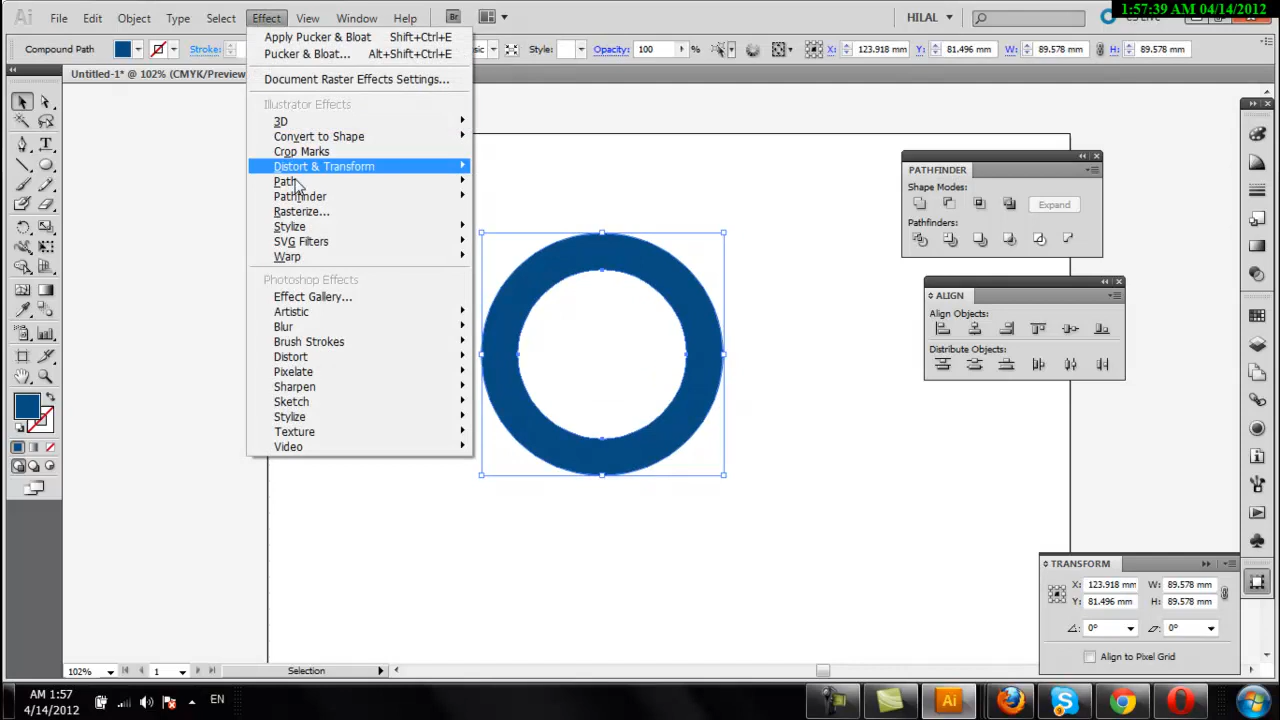 1:57:39 AM 04/14/2012
Ai File Edit Object Type Select Effect View Window Help Br HILAL
Compound Path Stroke: Style: Opacity: 100 % X: 123.918 mm Y: 81.496 mm W: 89.578 mm H: 89.578 mm
Untitled-1* @ 102% (CMYK/Preview
Apply Pucker & Bloat Shift+Ctrl+E
Pucker & Bloat... Alt+Shift+Ctrl+E
Document Raster Effects Settings...
Illustrator Effects
3D
Convert to Shape
Crop Marks
Distort & Transform
Path
Pathfinder
Rasterize...
Stylize
SVG Filters
Warp
Photoshop Effects
Effect Gallery...
Artistic
Blur
Brush Strokes
Distort
Pixelate
Sharpen
Sketch
Stylize
Texture
Video
PATHFINDER
Shape Modes:
Expand
Pathfinders:
ALIGN
Align Objects:
Distribute Objects:
TRANSFORM
X: 123.918 mm W: 89.578 mm
Y: 81.496 mm H: 89.578 mm
0° 0°
Align to Pixel Grid
102% 1 Selection
AM 1:57
4/14/2012
EN
Ai